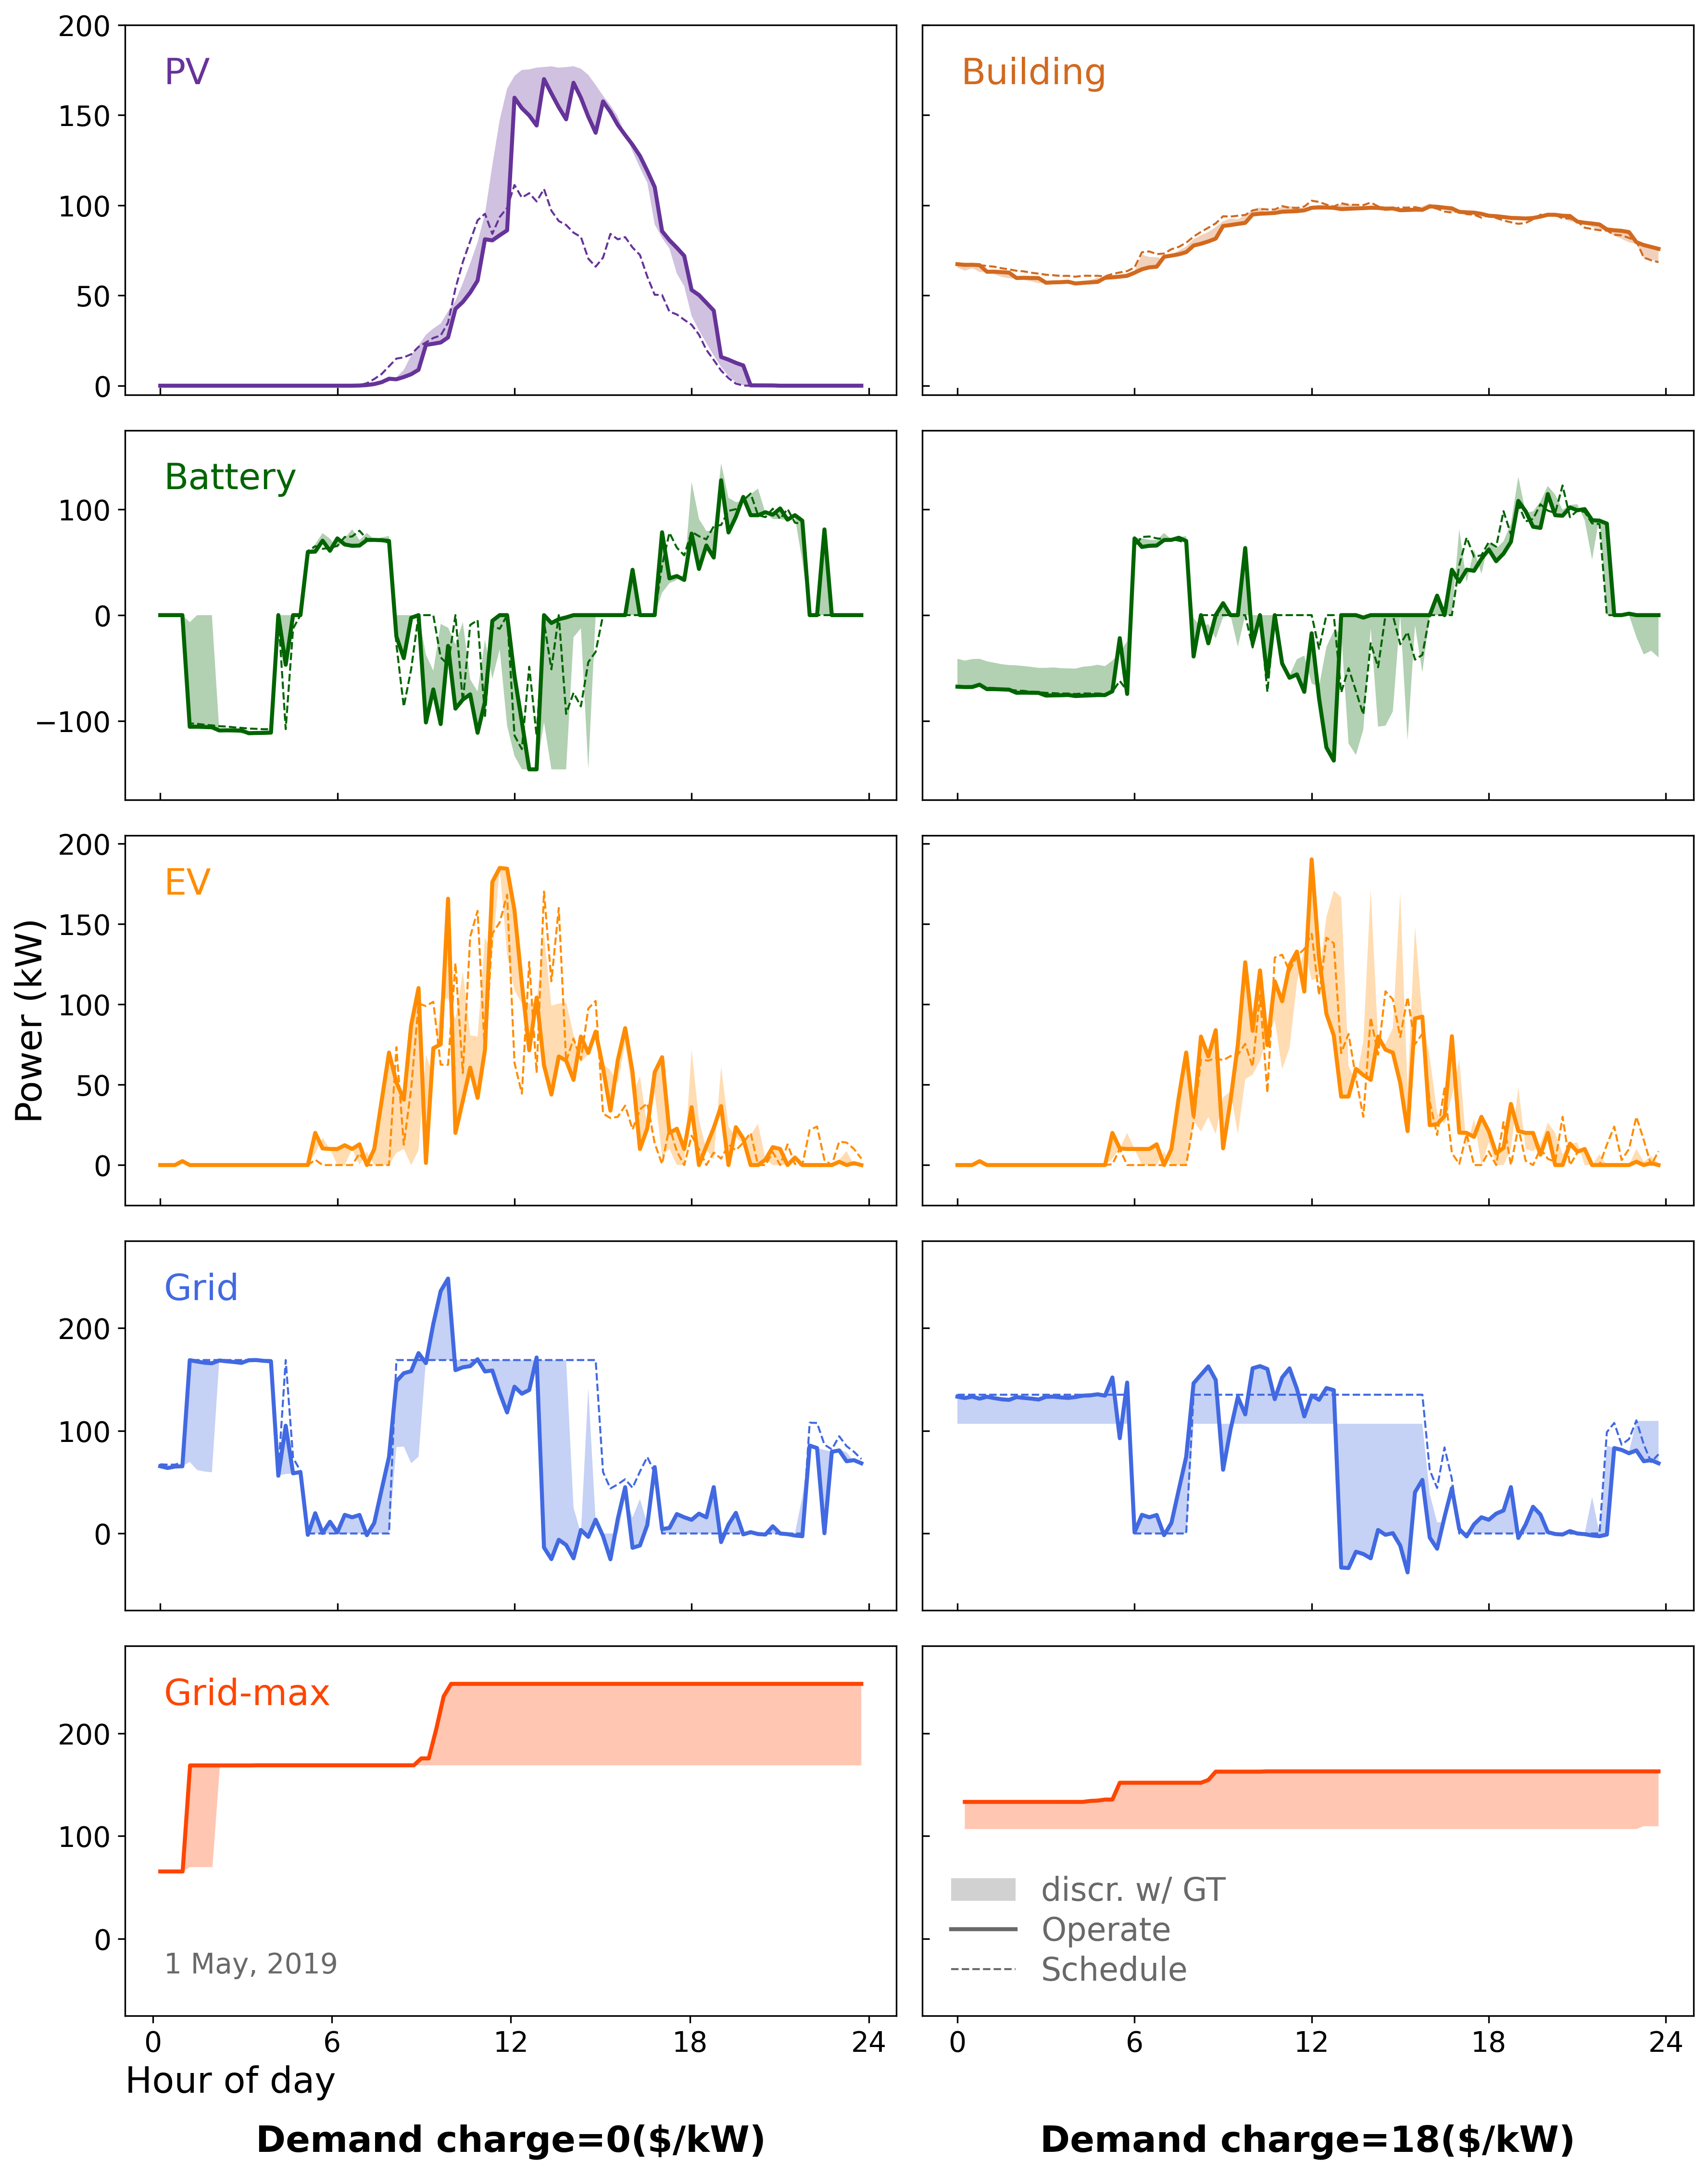 200
150
100
50
0
PV
Building
100
0
−100
Battery
200
150
100
50
0
EV
Power (kW)
200
100
0
Grid
200
100
0
Grid-max
1 May, 2019
discr. w/ GT
Operate
Schedule
0 6 12 18 24
0 6 12 18 24
Hour of day
Demand charge=0($/kW)
Demand charge=18($/kW)